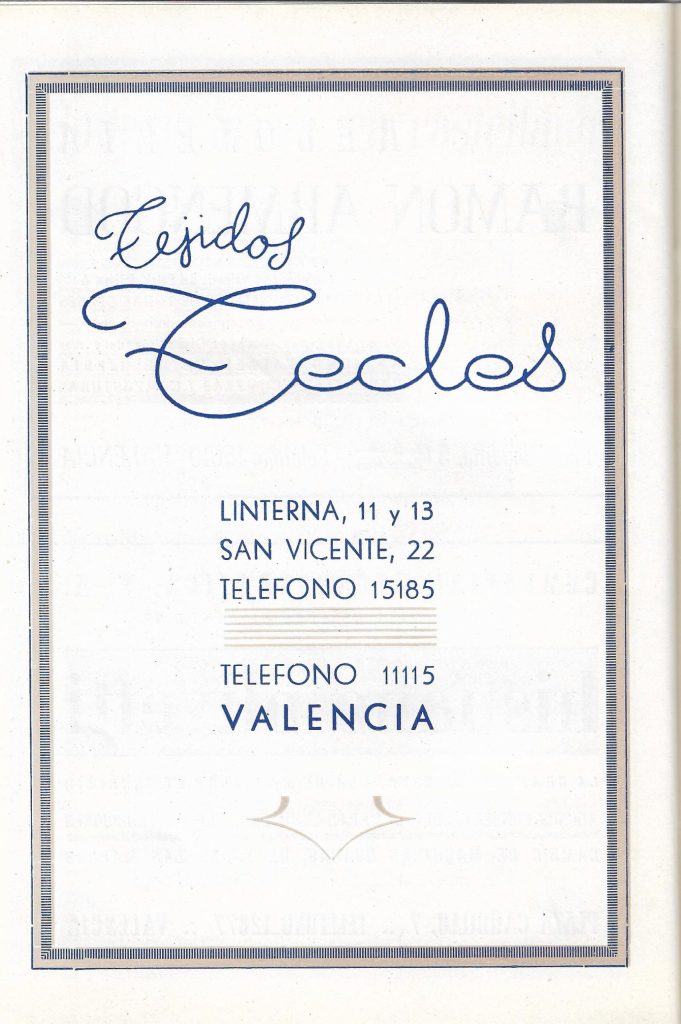 Tejidos
Tecles
LINTERNA, 11 y 13
SAN VICENTE, 22
TELEFONO 15185
TELEFONO 11115
VALENCIA